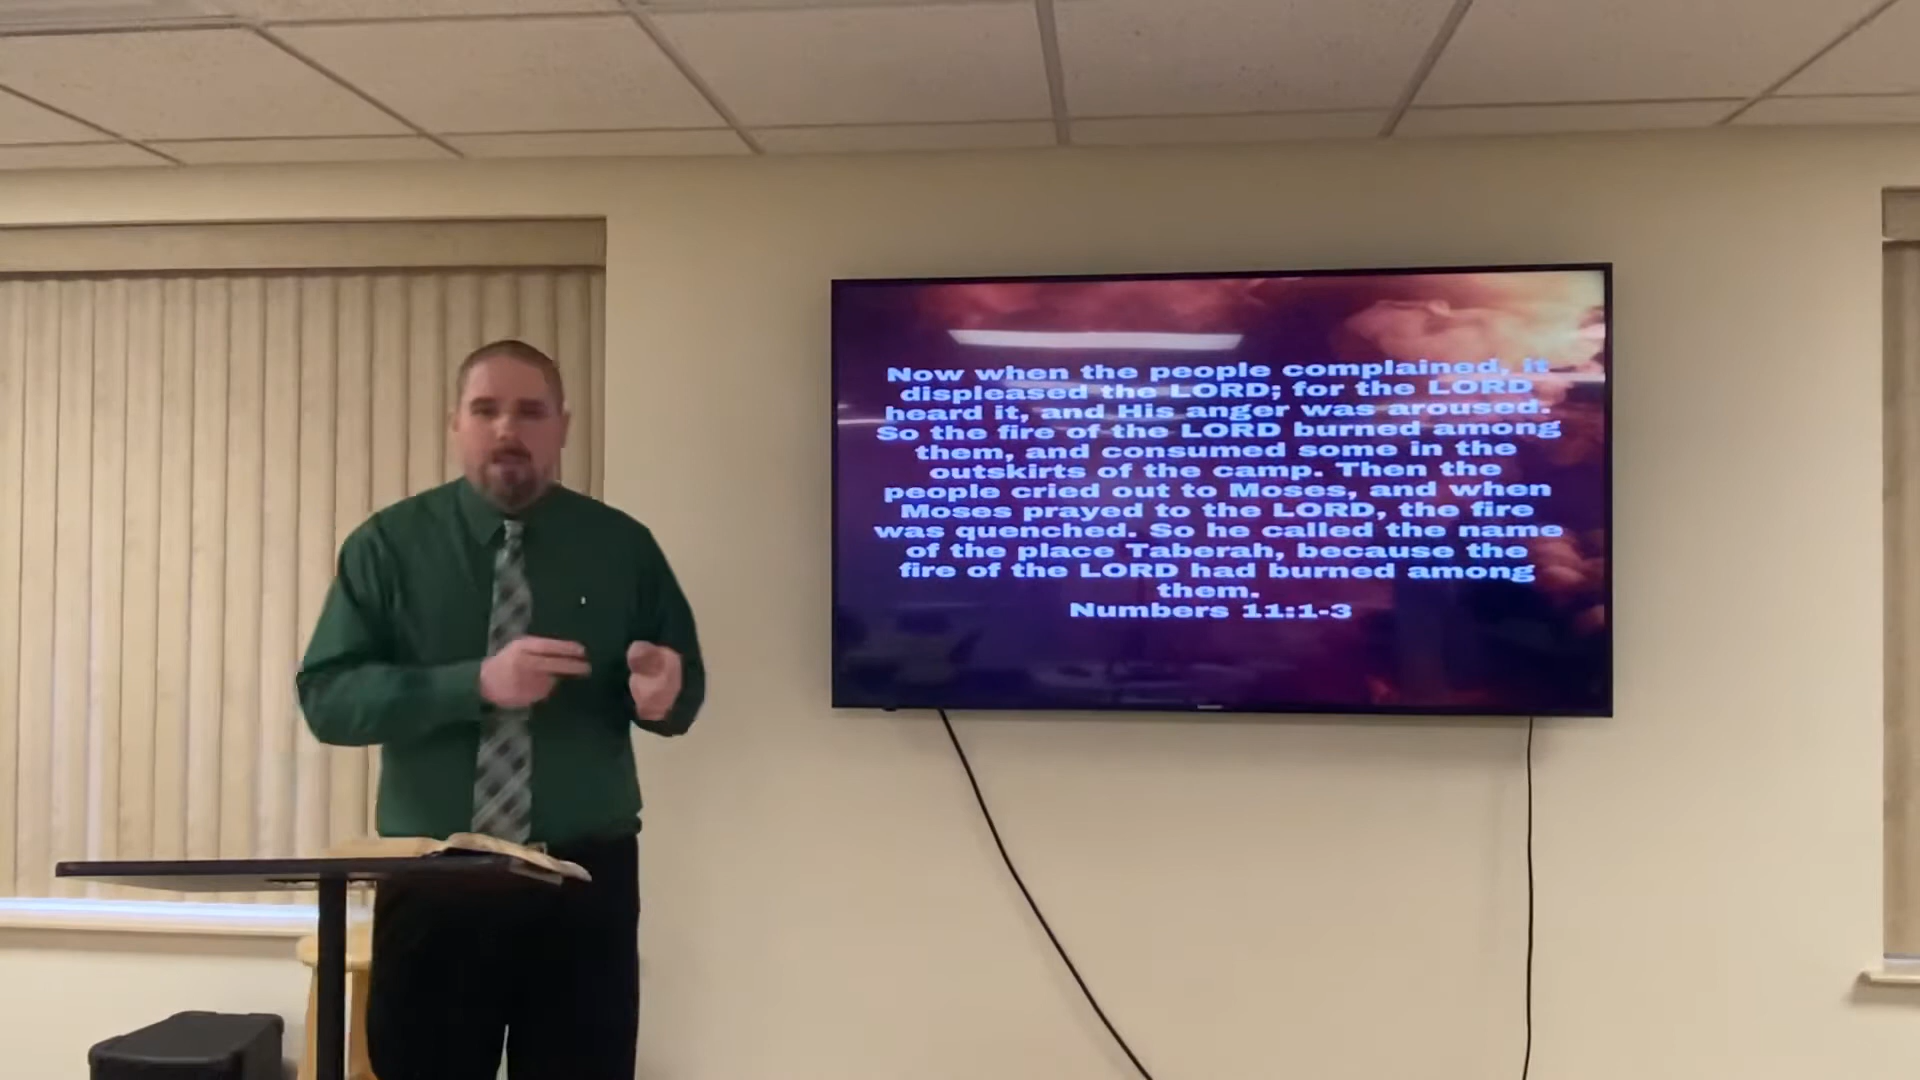 Now when the people complained, it
displeased the LORD; for the LORD
heard it, and His anger was aroused.
So the fire of the LORD burned among
them, and consumed some in the
outskirts of the camp. Then the
people cried out to Moses, and when
Moses prayed to the LORD, the fire
was quenched. So he called the name
of the place Taberah, because the
fire of the LORD had burned among
them.
Numbers 11:1-3